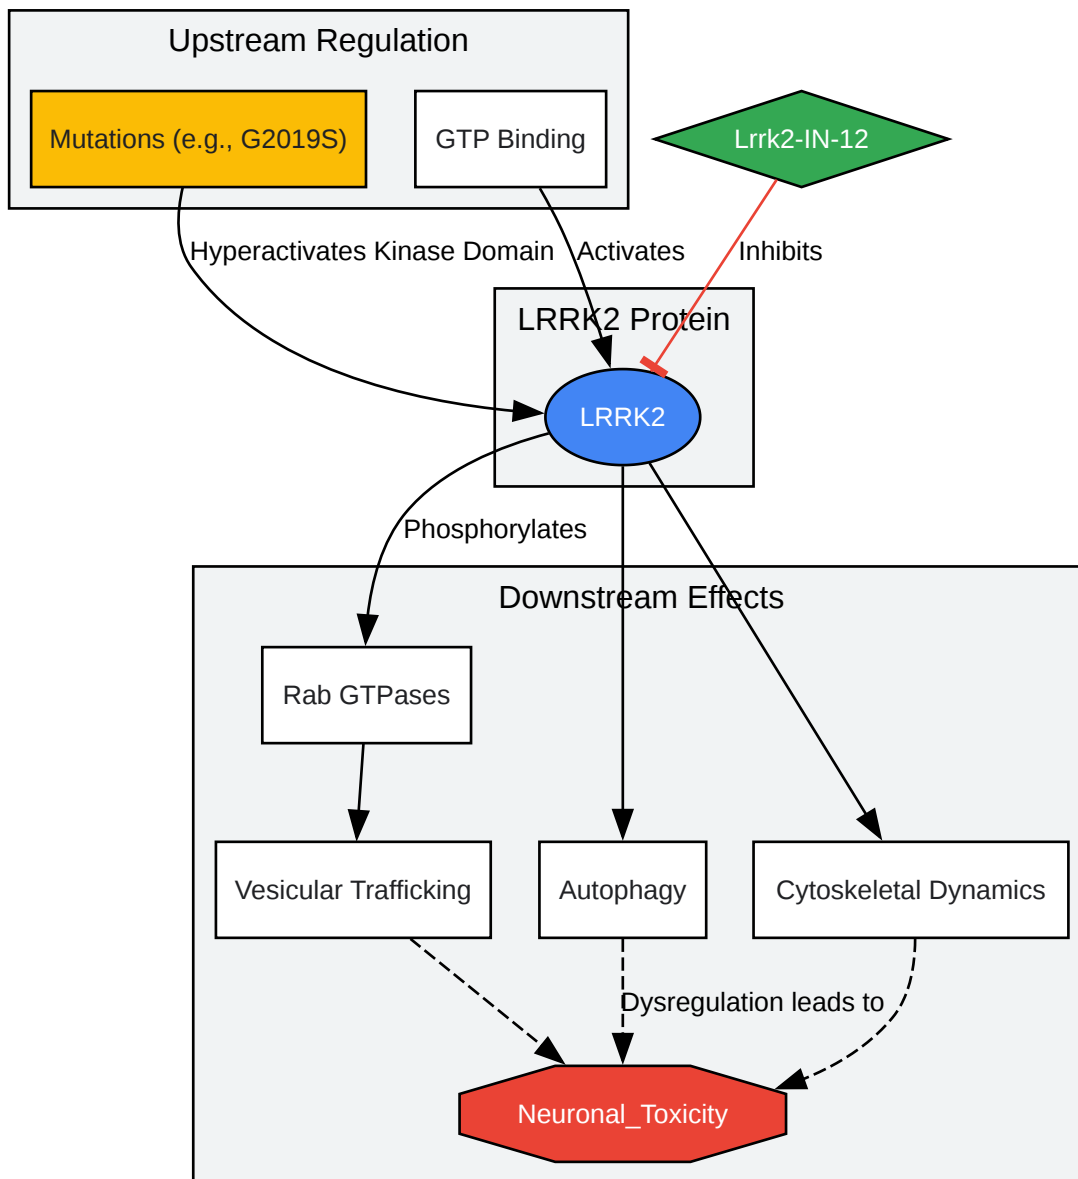 Upstream Regulation
Mutations (e.g., G2019S)
GTP Binding
Lrrk2-IN-12
Hyperactivates Kinase Domain
Activates
Inhibits
LRRK2 Protein
LRRK2
Phosphorylates
Downstream Effects
Rab GTPases
Vesicular Trafficking
Autophagy
Cytoskeletal Dynamics
Dysregulation leads to
Neuronal_Toxicity